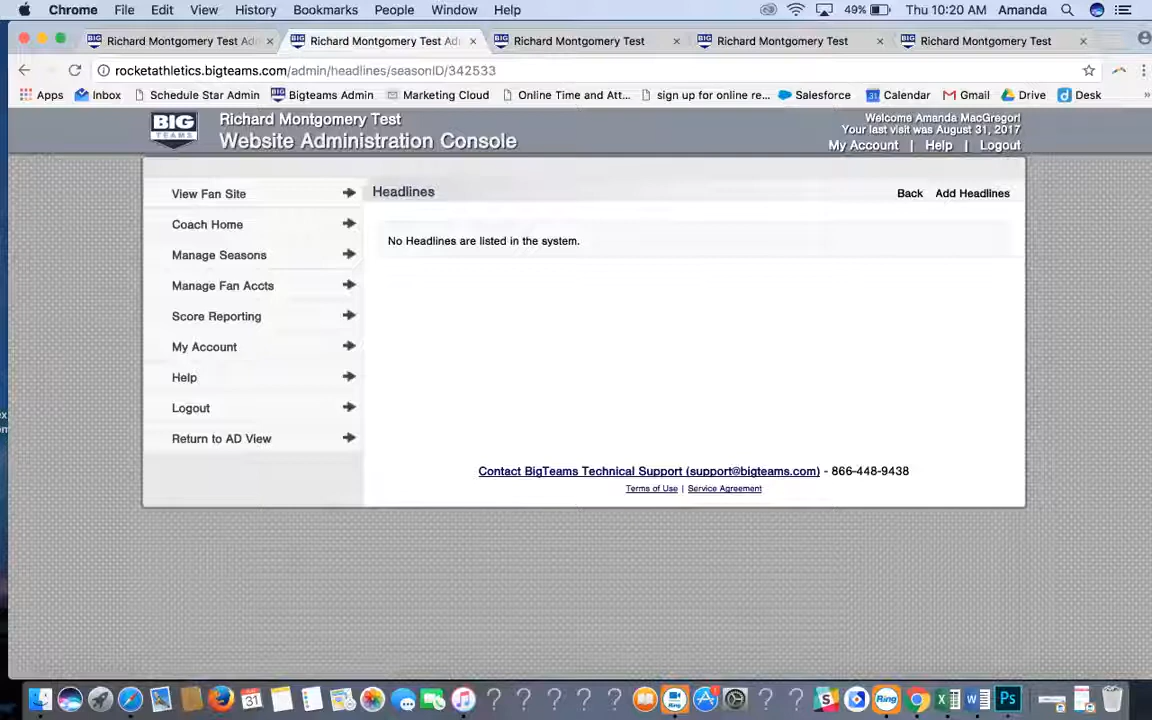 Chrome File Edit View History Bookmarks People Window Help 49% Thu 10:20 AM Amanda
Richard Montgomery Test Adm Richard Montgomery Test Adm Richard Montgomery Test Richard Montgomery Test Richard Montgomery Test
rocketathletics.bigteams.com/admin/headlines/seasonID/342533
Apps Inbox Schedule Star Admin Bigteams Admin Marketing Cloud Online Time and Att... sign up for online re... Salesforce Calendar Gmail Drive Desk »
BIG TEAMS
Richard Montgomery Test
Website Administration Console
Welcome Amanda MacGregor!
Your last visit was August 31, 2017
My Account | Help | Logout
View Fan Site
Coach Home
Manage Seasons
Manage Fan Accts
Score Reporting
My Account
Help
Logout
Return to AD View
Headlines
Back Add Headlines
No Headlines are listed in the system.
Contact BigTeams Technical Support (support@bigteams.com) - 866-448-9438
Terms of Use | Service Agreement
31
Ring
Ps